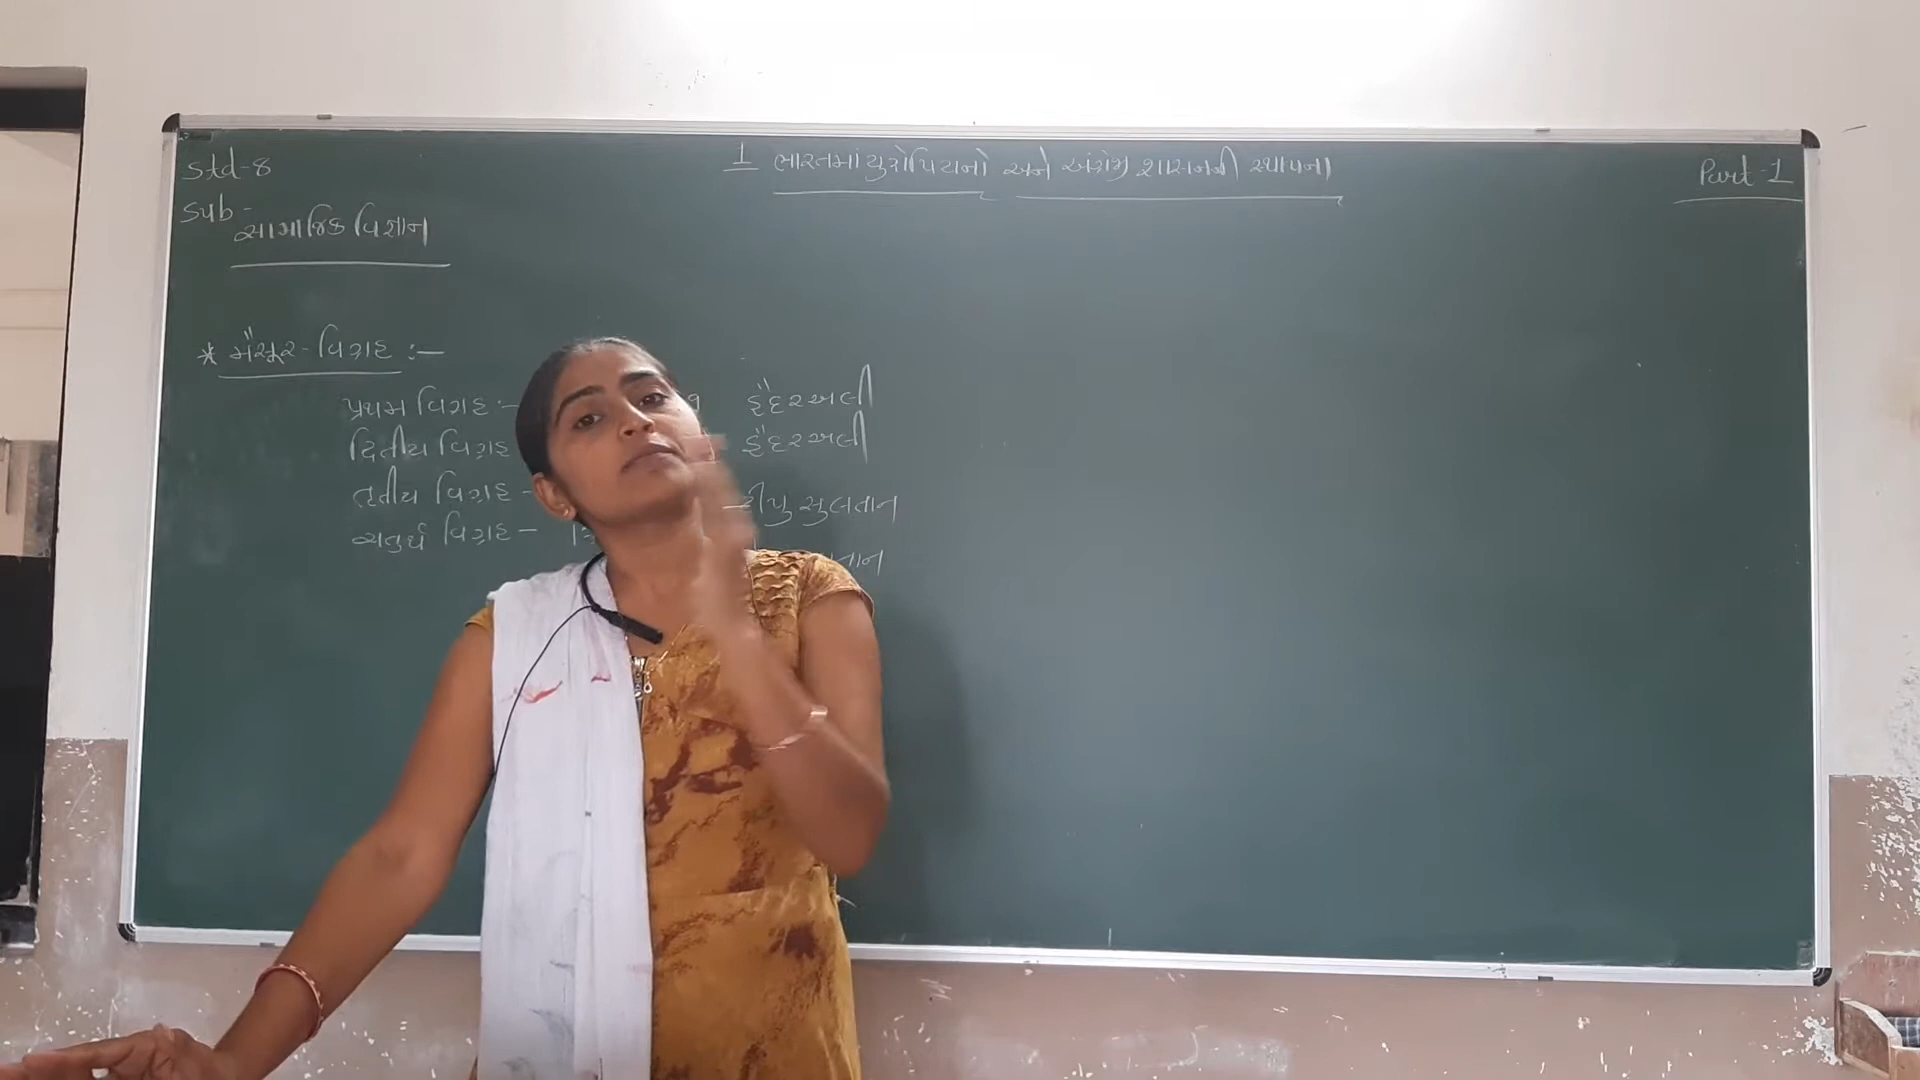 Std-8
1 ભારતમાં યુરોપિયનો અને અંગ્રેજી શાસનની સ્થાપના
Part-1
Sub-
સામાજિક વિજ્ઞાન
* મૈસૂર-વિગ્રહ :-
પ્રથમ વિગ્રહ :- હૈદરઅલી
દ્વિતીય વિગ્રહ હૈદરઅલી
તૃતીય વિગ્રહ - ટીપુ સુલતાન
ચતુર્થ વિગ્રહ -